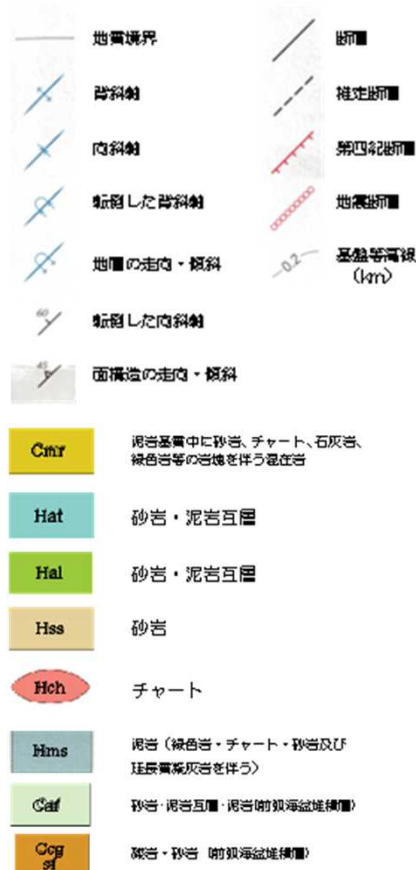 地質境界
背斜軸
向斜軸
転倒した背斜軸
地層の走向・傾斜
60
転倒した向斜軸
45
面構造の走向・傾斜
断層
推定断層
第四紀断層
地震断層
0.2
基盤等高線
(km)
Cmr
泥岩基質中に砂岩、チャート、石灰岩、
緑色岩等の岩塊を伴う混在岩
Hat
砂岩・泥岩互層
Hal
砂岩・泥岩互層
Hss
砂岩
Hch
チャート
Hms
泥岩（緑色岩・チャート・砂岩及び
珪長質凝灰岩を伴う）
Caf
砂岩・泥岩互層・泥岩(前弧海盆堆積層)
Ccg
sf
礫岩・砂岩（前弧海盆堆積層）